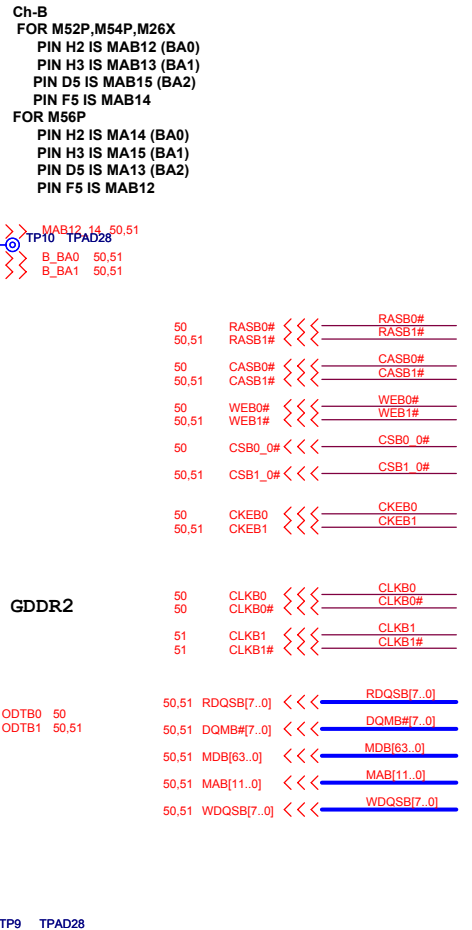 Ch-B
FOR M52P,M54P,M26X
PIN H2 IS MAB12 (BA0)
PIN H3 IS MAB13 (BA1)
PIN D5 IS MAB15 (BA2)
PIN F5 IS MAB14
FOR M56P
PIN H2 IS MA14 (BA0)
PIN H3 IS MA15 (BA1)
PIN D5 IS MA13 (BA2)
PIN F5 IS MAB12
MAB12_14 50,51
TP10 TPAD28
B_BA0 50,51
B_BA1 50,51
50 RASB0# RASB0#
50,51 RASB1# RASB1#
50 CASB0# CASB0#
50,51 CASB1# CASB1#
50 WEB0# WEB0#
50,51 WEB1# WEB1#
50 CSB0_0# CSB0_0#
50,51 CSB1_0# CSB1_0#
50 CKEB0 CKEB0
50,51 CKEB1 CKEB1
GDDR2
50 CLKB0 CLKB0
50 CLKB0# CLKB0#
51 CLKB1 CLKB1
51 CLKB1# CLKB1#
50,51 RDQSB[7..0] RDQSB[7..0]
ODTB0 50
ODTB1 50,51
50,51 DQMB#[7..0] DQMB#[7..0]
50,51 MDB[63..0] MDB[63..0]
50,51 MAB[11..0] MAB[11..0]
50,51 WDQSB[7..0] WDQSB[7..0]
TP9 TPAD28